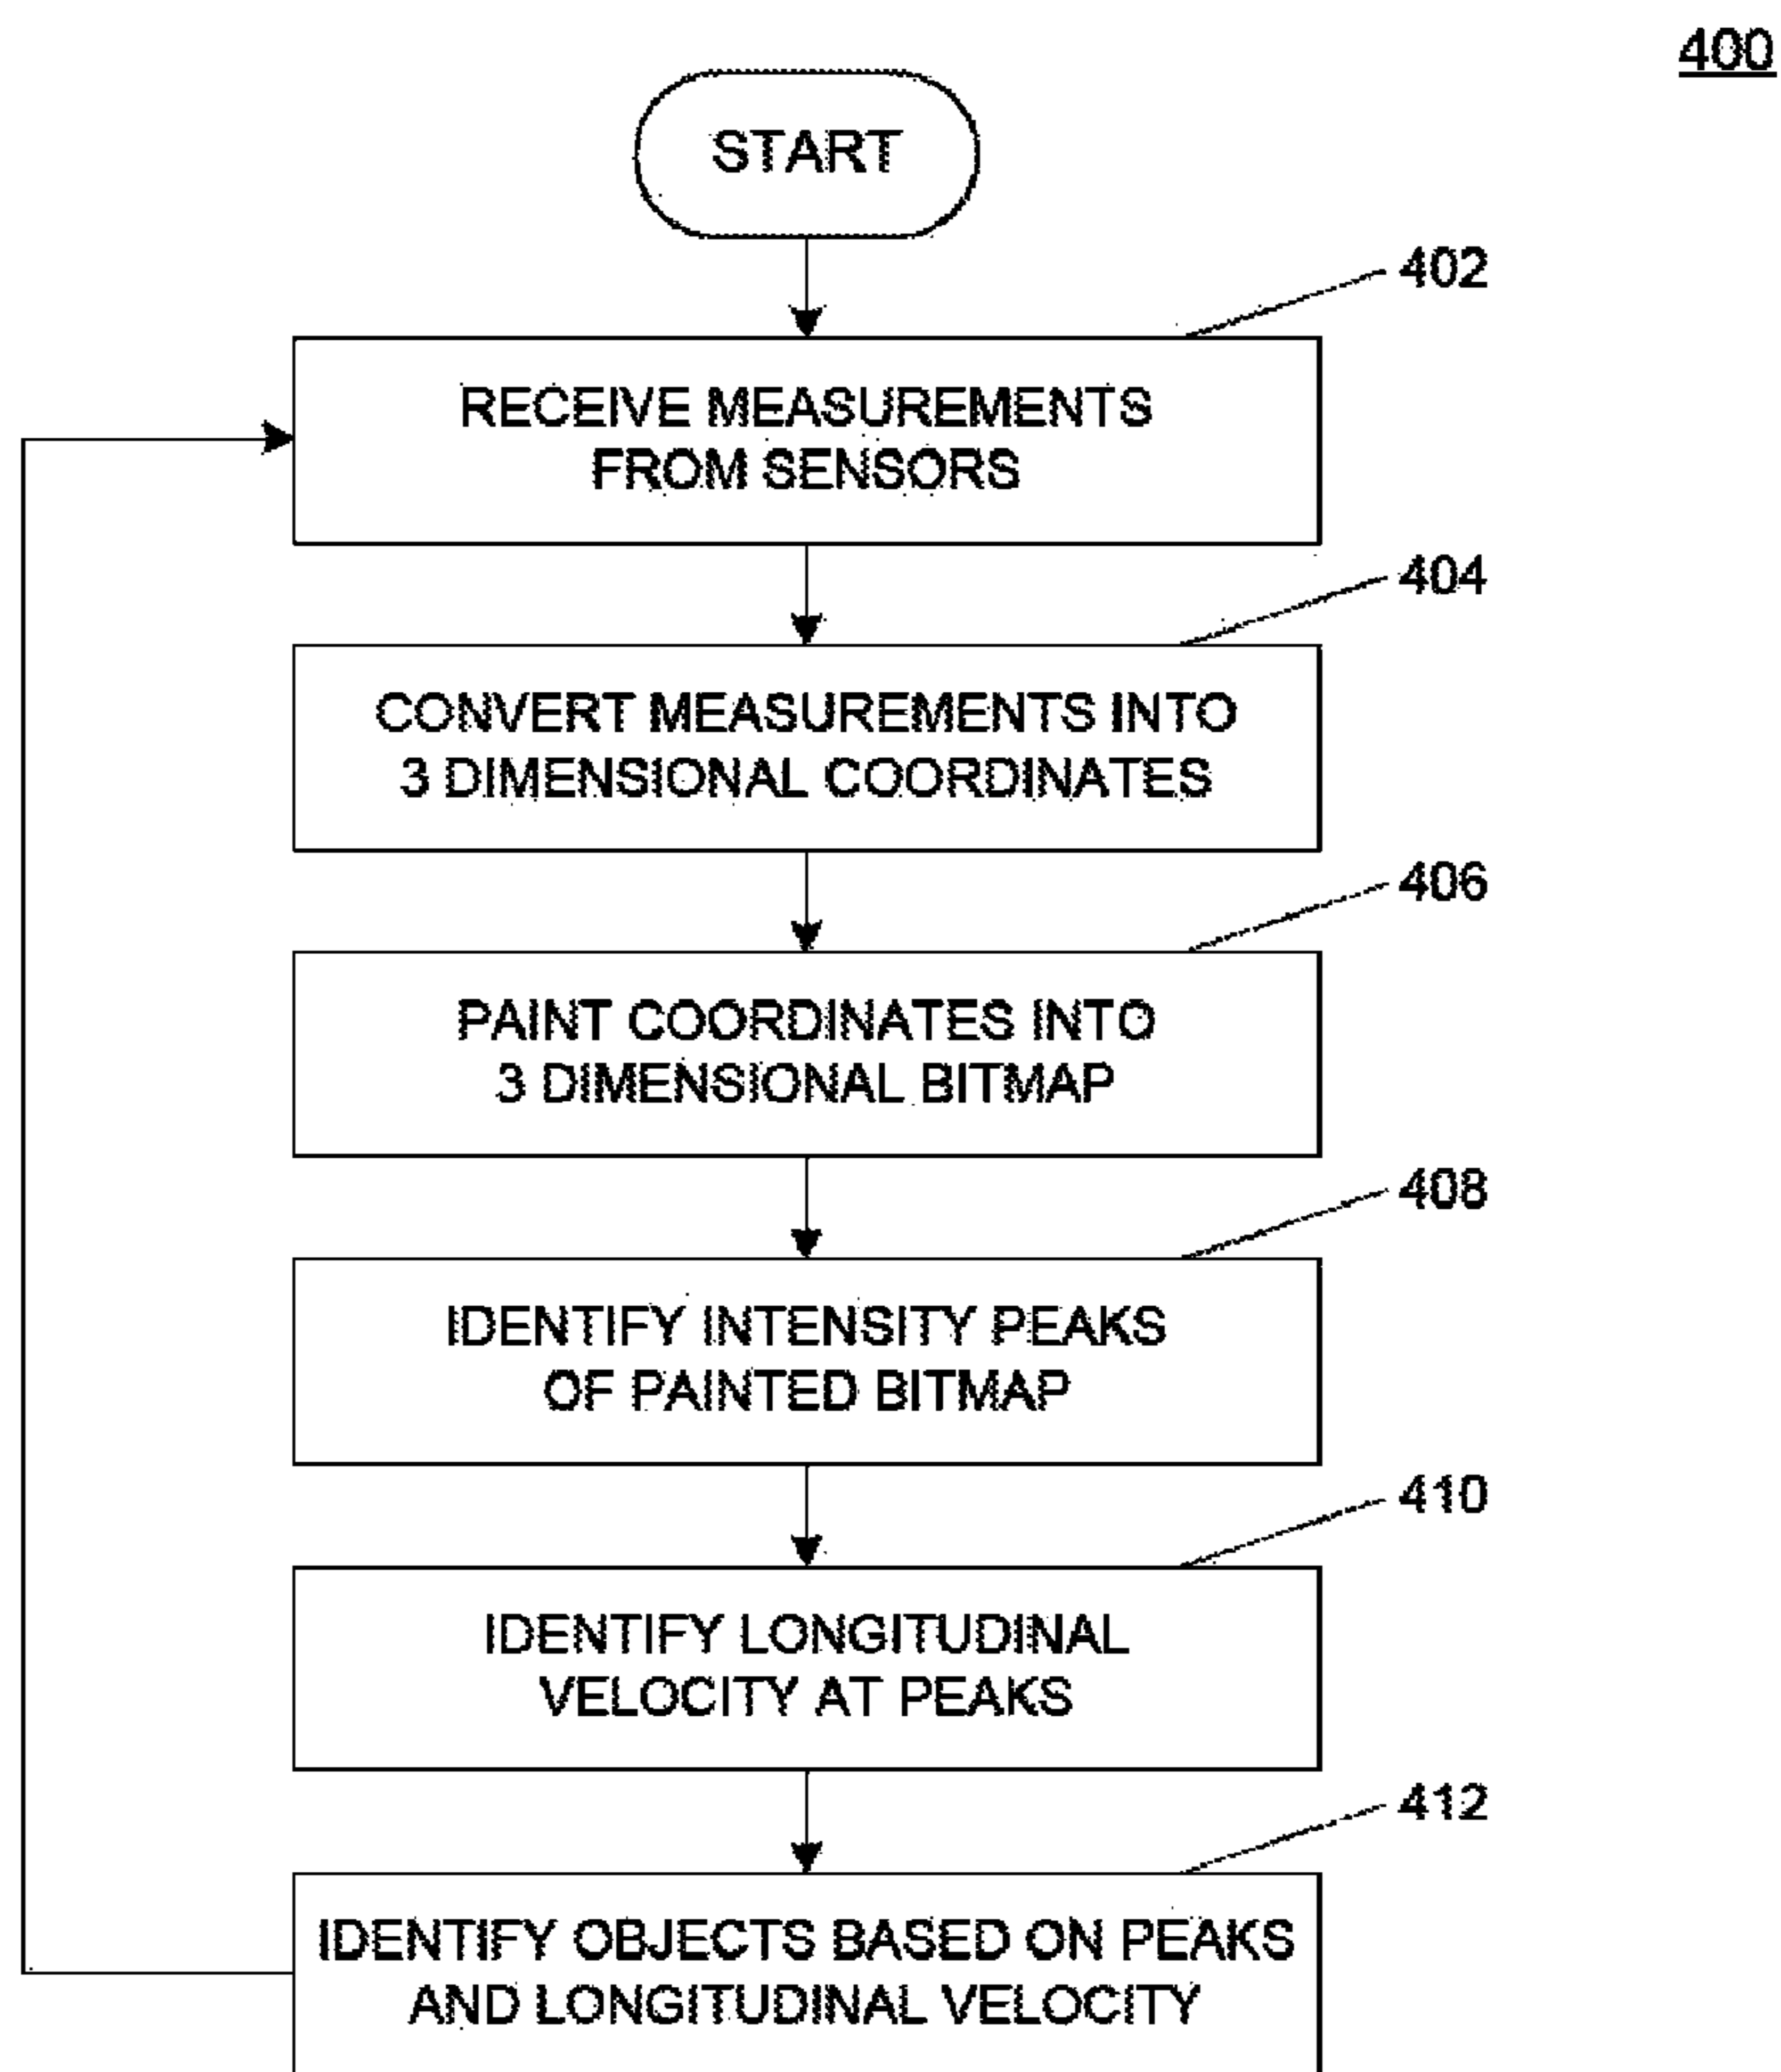 400
START
402
RECEIVE MEASUREMENTS
FROM SENSORS
404
CONVERT MEASUREMENTS INTO
3 DIMENSIONAL COORDINATES
406
PAINT COORDINATES INTO
3 DIMENSIONAL BITMAP
408
IDENTIFY INTENSITY PEAKS
OF PAINTED BITMAP
410
IDENTIFY LONGITUDINAL
VELOCITY AT PEAKS
412
IDENTIFY OBJECTS BASED ON PEAKS
AND LONGITUDINAL VELOCITY